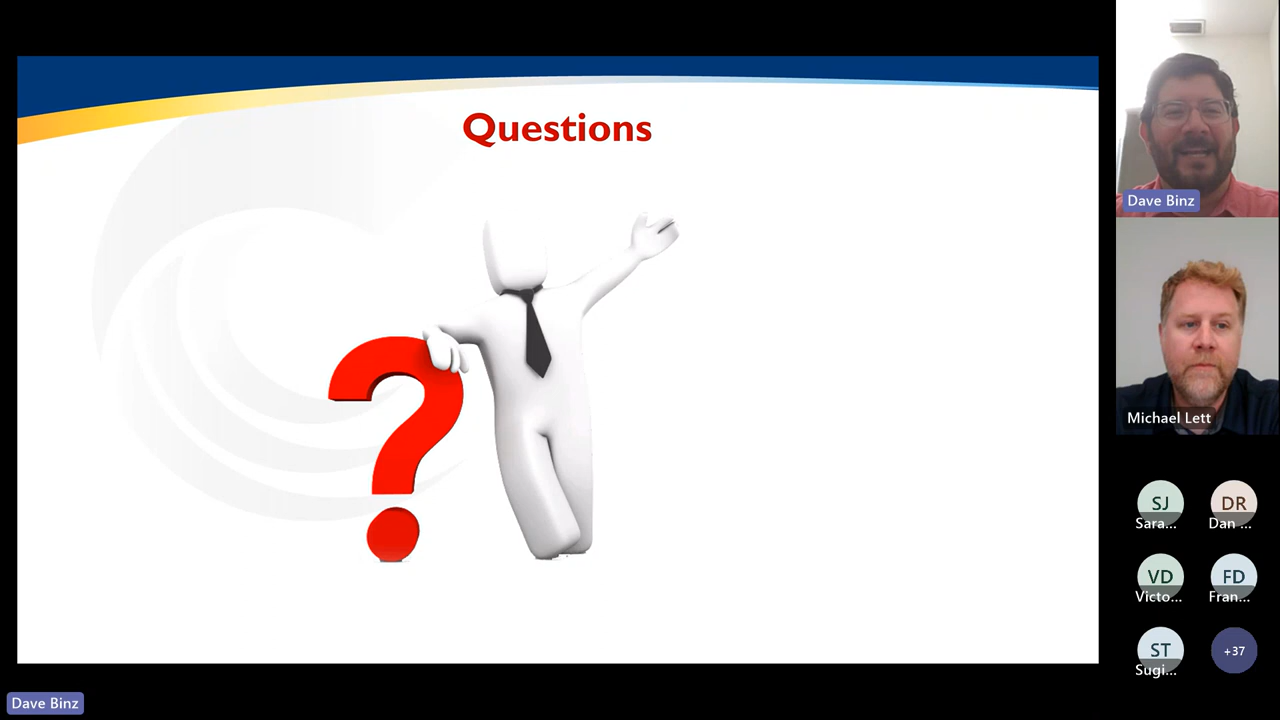 Questions
Dave Binz
Michael Lett
SJ
Sara...
DR
Dan ...
VD
Victo...
FD
Fran...
ST
Sugi...
+37
Dave Binz